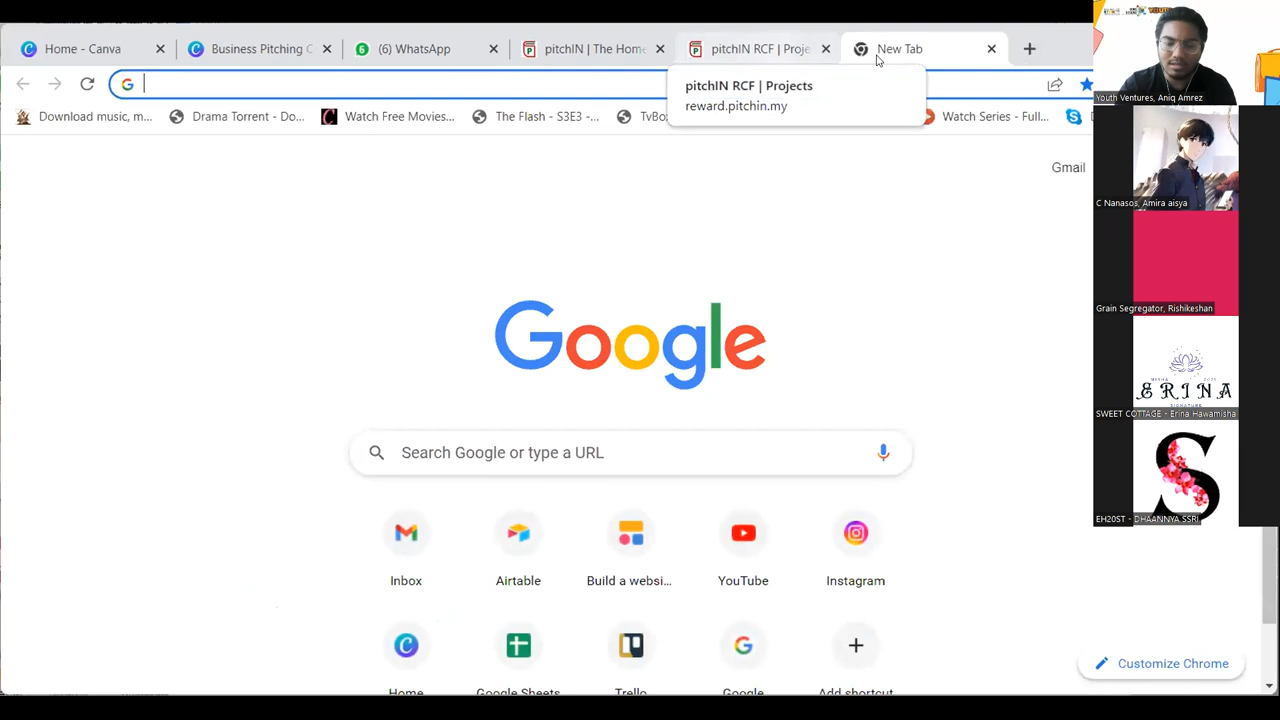 Home - Canva
Business Pitching C
(6) WhatsApp
pitchIN | The Home
pitchIN RCF | Proje
New Tab
pitchIN RCF | Projects
reward.pitchin.my
Download music, m...
Drama Torrent - Do...
Watch Free Movies...
The Flash - S3E3 -...
TvBo
Watch Series - Full...
Gmail
Google
Search Google or type a URL
Inbox
Airtable
Build a websi...
YouTube
Instagram
Home
Google Sheets
Trello
Google
Add shortcut
Customize Chrome
Youth Ventures, Aniq Amrez
C Nanasos, Amira aisya
Grain Segregator, Rishikeshan
ERINA
SIGNATURE
SWEET COTTAGE - Erina Hawamisha
S
EH20ST - DHAANNYA SSRI